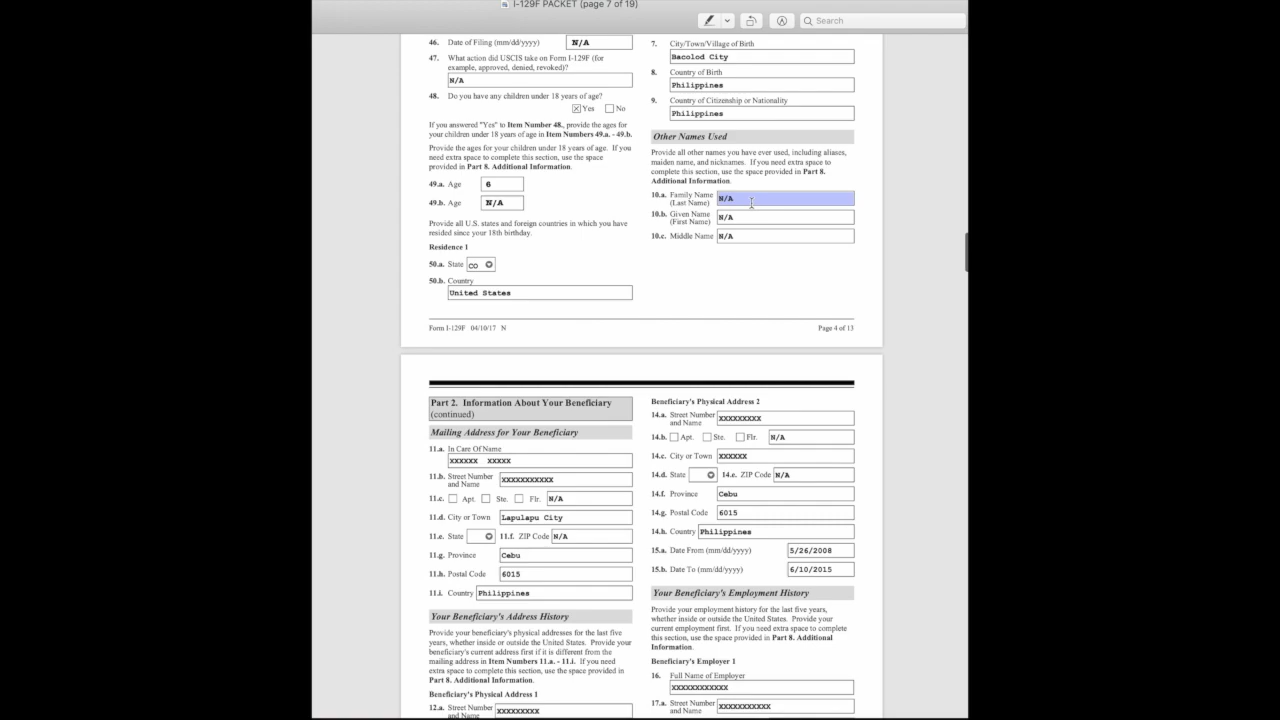 I-129F PACKET (page 7 of 19)
Search
46. Date of Filing (mm/dd/yyyy) N/A
47. What action did USCIS take on Form I-129F (for
example, approved, denied, revoked)?
N/A
48. Do you have any children under 18 years of age?
Yes No
If you answered "Yes" to Item Number 48., provide the ages for
your children under 18 years of age in Item Numbers 49.a. - 49.b.
Provide the ages for your children under 18 years of age. If you
need extra space to complete this section, use the space
provided in Part 8. Additional Information.
49.a. Age 6
49.b. Age N/A
Provide all U.S. states and foreign countries in which you have
resided since your 18th birthday.
Residence 1
50.a. State CO
50.b. Country
United States
7. City/Town/Village of Birth
Bacolod City
8. Country of Birth
Philippines
9. Country of Citizenship or Nationality
Philippines
Other Names Used
Provide all other names you have ever used, including aliases,
maiden name, and nicknames. If you need extra space to
complete this section, use the space provided in Part 8.
Additional Information.
10.a. Family Name
(Last Name) N/A
10.b. Given Name
(First Name) N/A
10.c. Middle Name N/A
Form I-129F 04/10/17 N
Page 4 of 13
Part 2. Information About Your Beneficiary
(continued)
Mailing Address for Your Beneficiary
11.a. In Care Of Name
xxxxxx xxxxx
11.b. Street Number
and Name xxxxxxxxxxx
11.c. Apt. Ste. Flr. N/A
11.d. City or Town Lapulapu City
11.e. State 11.f. ZIP Code N/A
11.g. Province Cebu
11.h. Postal Code 6015
11.i. Country Philippines
Your Beneficiary's Address History
Provide your beneficiary's physical addresses for the last five
years, whether inside or outside the United States. Provide your
beneficiary's current address first if it is different from the
mailing address in Item Numbers 11.a. - 11.i. If you need
extra space to complete this section, use the space provided in
Part 8. Additional Information.
Beneficiary's Physical Address 1
12.a. Street Number
and Name xxxxxxxxx
Beneficiary's Physical Address 2
14.a. Street Number
and Name xxxxxxxxx
14.b. Apt. Ste. Flr. N/A
14.c. City or Town xxxxxx
14.d. State 14.e. ZIP Code N/A
14.f. Province Cebu
14.g. Postal Code 6015
14.h. Country Philippines
15.a. Date From (mm/dd/yyyy) 5/26/2008
15.b. Date To (mm/dd/yyyy) 6/10/2015
Your Beneficiary's Employment History
Provide your employment history for the last five years,
whether inside or outside the United States. Provide your
current employment first. If you need extra space to complete
this section, use the space provided in Part 8. Additional
Information.
Beneficiary's Employer 1
16. Full Name of Employer
xxxxxxxxxxxx
17.a. Street Number
and Name xxxxxxxxxxx